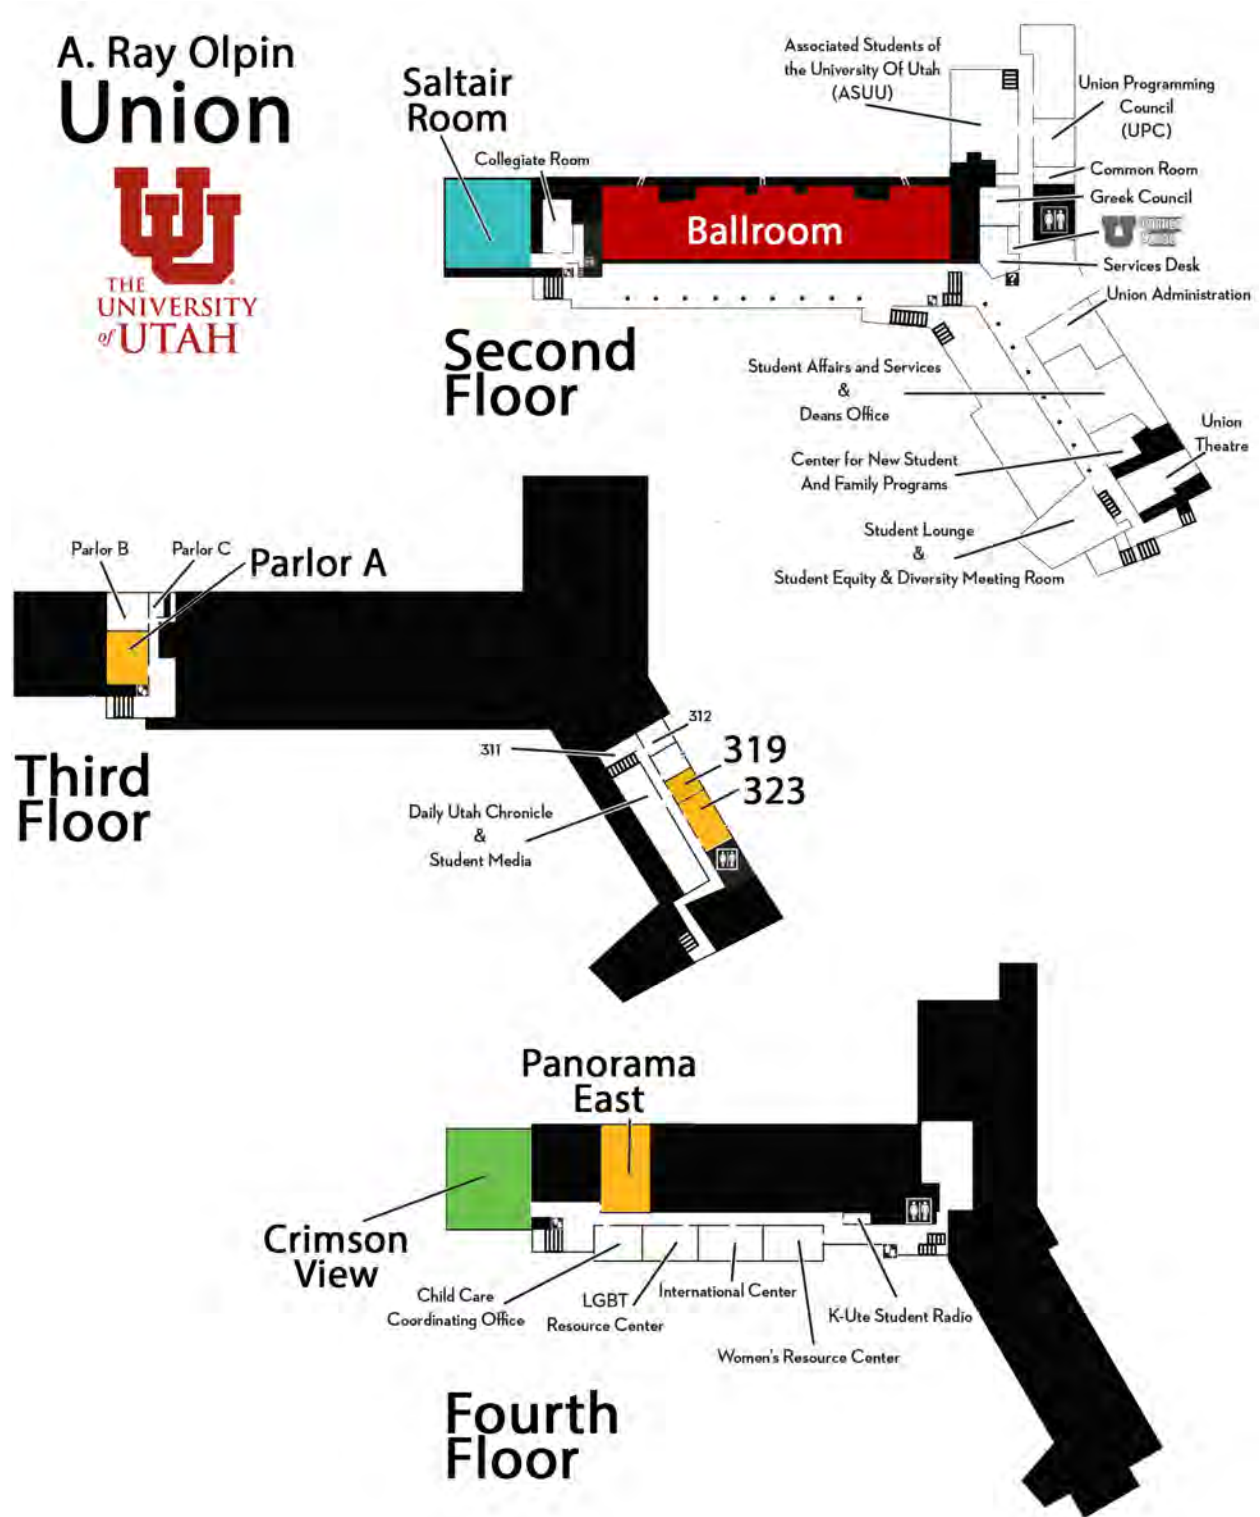 A. Ray Olpin
Union
THE
UNIVERSITY
of UTAH
Saltair
Room
Collegiate Room
Ballroom
Associated Students of
the University Of Utah
(ASUU)
Union Programming
Council
(UPC)
Common Room
Greek Council
Services Desk
?
Union Administration
Second
Floor
Student Affairs and Services
&
Deans Office
Union
Theatre
Center for New Student
And Family Programs
Student Lounge
&
Student Equity & Diversity Meeting Room
Parlor B
Parlor C
Parlor A
Third
Floor
312
311
319
323
Daily Utah Chronicle
&
Student Media
Panorama
East
Crimson
View
Child Care
Coordinating Office
LGBT
Resource Center
International Center
K-Ute Student Radio
Women's Resource Center
Fourth
Floor